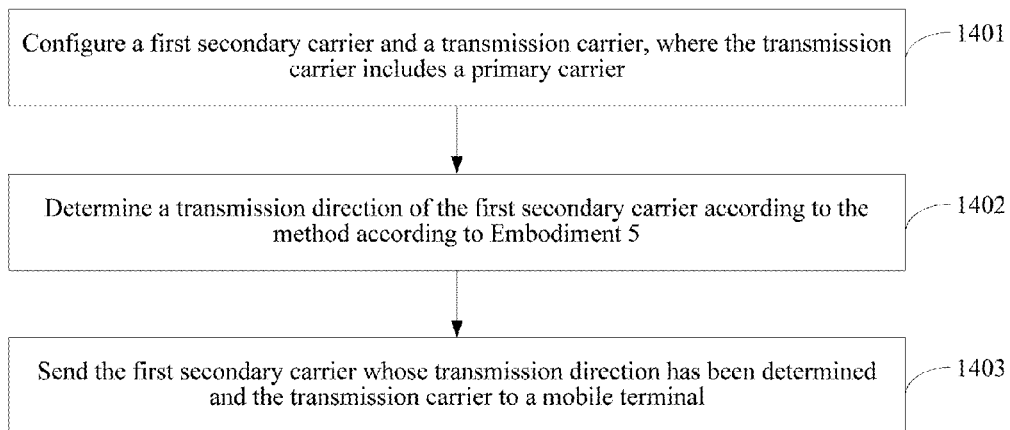 Configure a first secondary carrier and a transmission carrier, where the transmission
carrier includes a primary carrier
1401
Determine a transmission direction of the first secondary carrier according to the
method according to Embodiment 5
1402
Send the first secondary carrier whose transmission direction has been determined
and the transmission carrier to a mobile terminal
1403